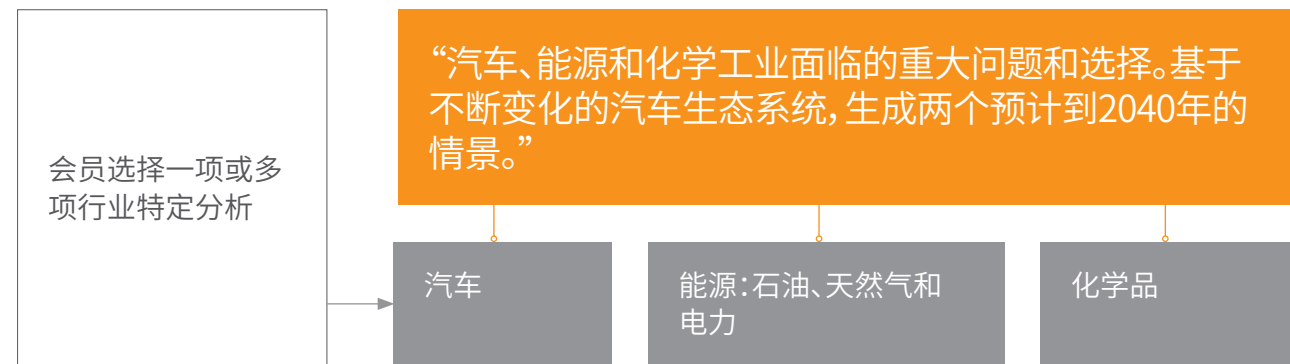 会员选择一项或多
项行业特定分析
“汽车、能源和化学工业面临的重大问题和选择。基于
不断变化的汽车生态系统,生成两个预计到2040年的
情景。”
汽车
能源:石油、天然气和
电力
化学品